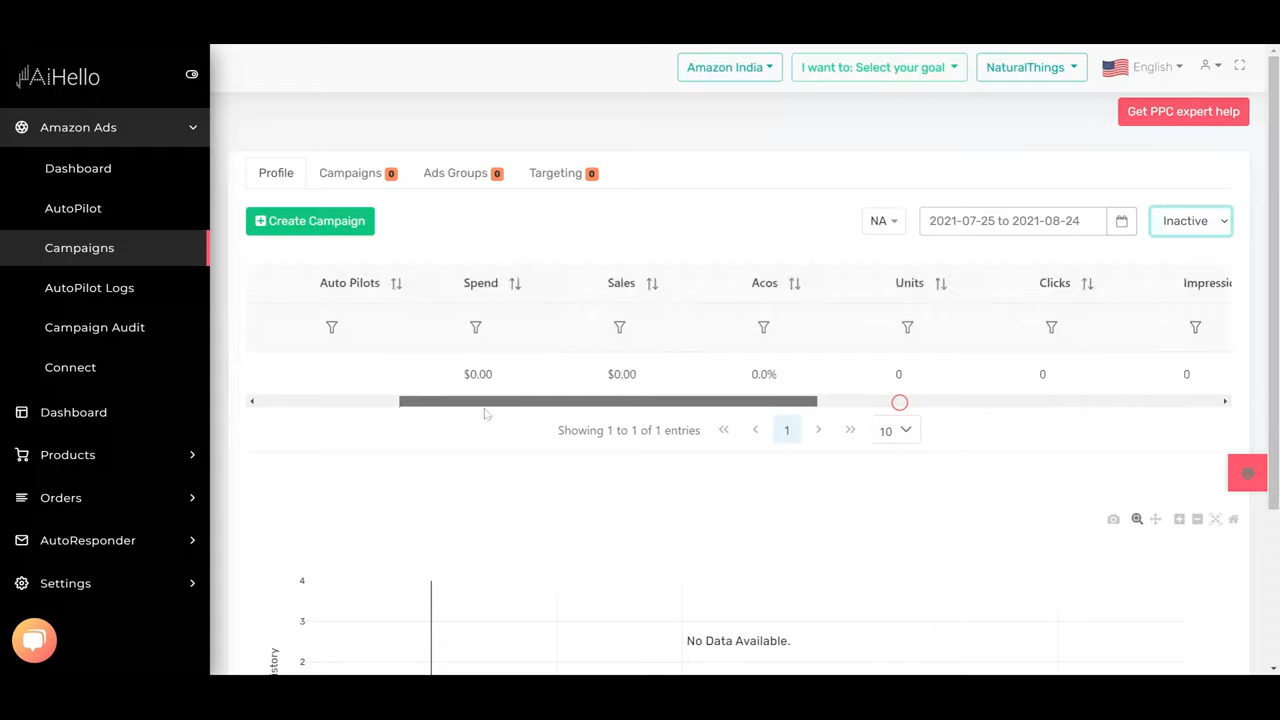 AiHello
Amazon India
I want to: Select your goal
NaturalThings
English
Get PPC expert help
Amazon Ads
Dashboard
AutoPilot
Campaigns
AutoPilot Logs
Campaign Audit
Connect
Dashboard
Products
Orders
AutoResponder
Settings
Profile Campaigns 0 Ads Groups 0 Targeting 0
Create Campaign
NA
2021-07-25 to 2021-08-24
Inactive
Auto Pilots Spend Sales Acos Units Clicks Impressi
$0.00 $0.00 0.0% 0 0 0
Showing 1 to 1 of 1 entries << < 1 > >> 10
4
3
No Data Available.
2
story